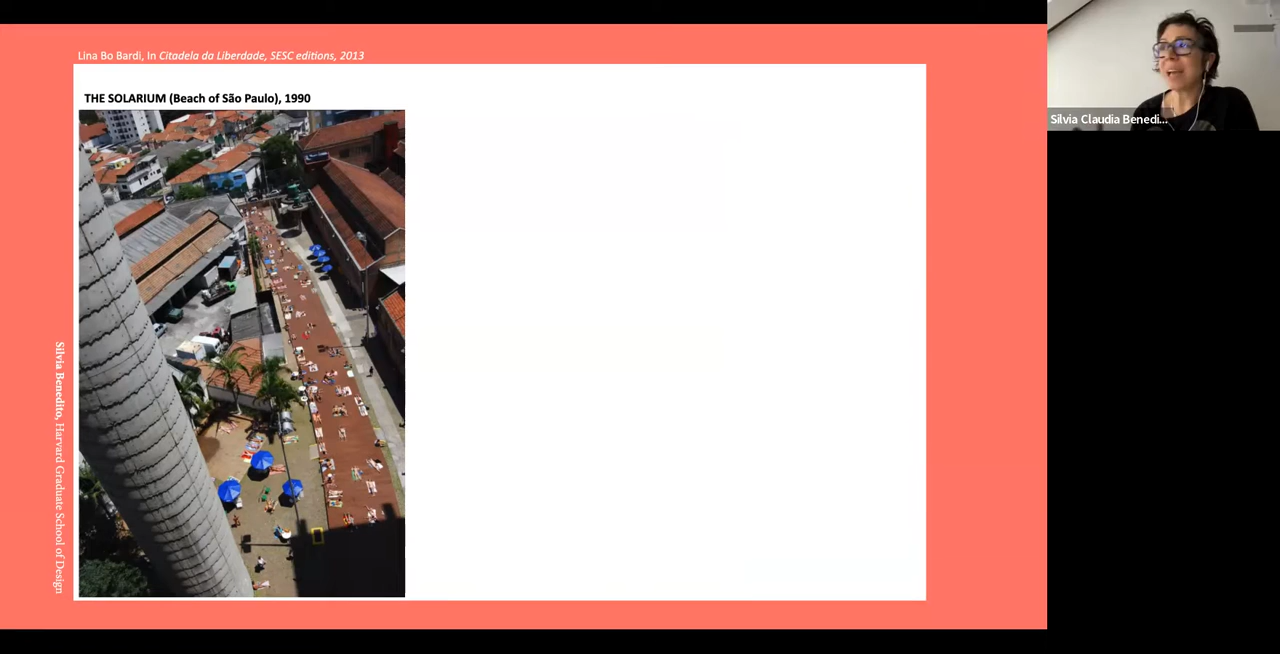 Lina Bo Bardi, In Citadela da Liberdade, SESC editions, 2013
THE SOLARIUM (Beach of São Paulo), 1990
Silvia Benedito, Harvard Graduate School of Design
Silvia Claudia Benedi...